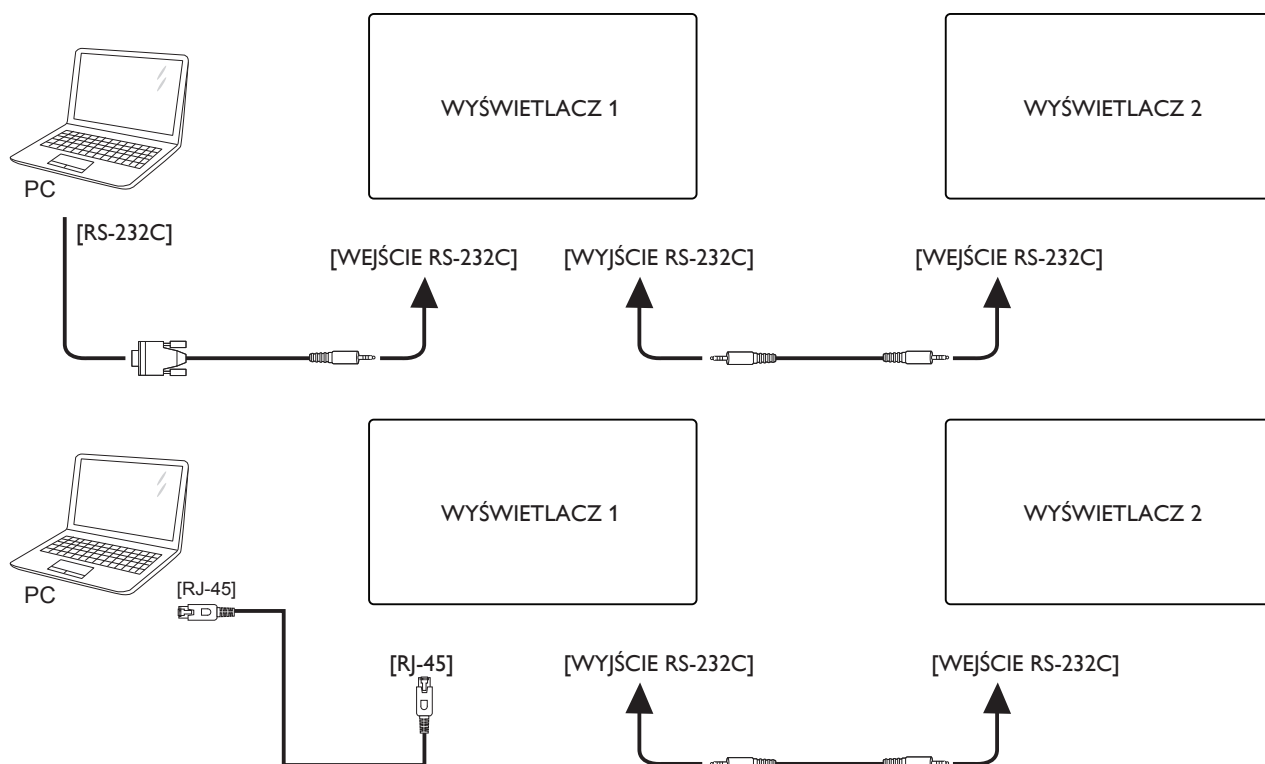 WYŚWIETLACZ 1
WYŚWIETLACZ 2
PC
[RS-232C]
[WEJŚCIE RS-232C]
[WYJŚCIE RS-232C]
[WEJŚCIE RS-232C]
WYŚWIETLACZ 1
WYŚWIETLACZ 2
PC
[RJ-45]
[RJ-45]
[WYJŚCIE RS-232C]
[WEJŚCIE RS-232C]